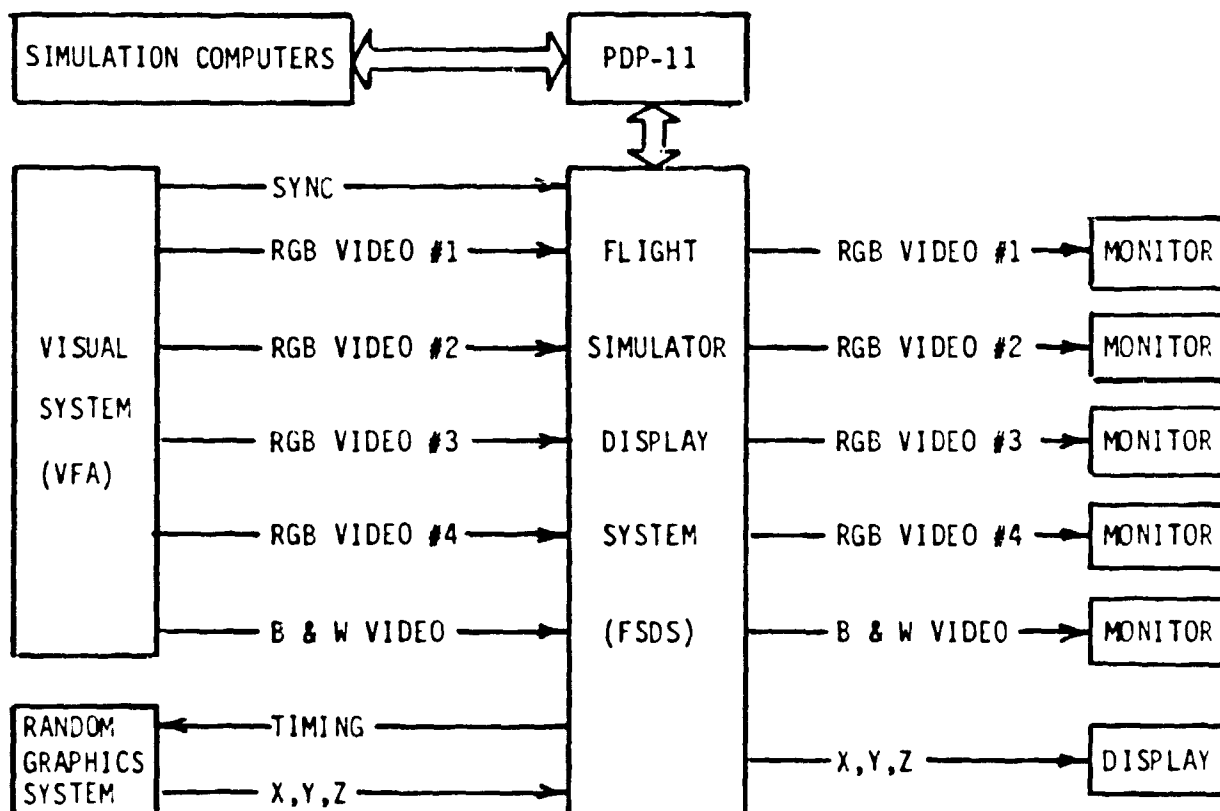 SIMULATION COMPUTERS
PDP-11
SYNC
RGB VIDEO #1
FLIGHT
RGB VIDEO #1
MONITOR
VISUAL
RGB VIDEO #2
SIMULATOR
RGB VIDEO #2
MONITOR
SYSTEM
(VFA)
RGB VIDEO #3
DISPLAY
RGB VIDEO #3
MONITOR
RGB VIDEO #4
SYSTEM
RGB VIDEO #4
MONITOR
B & W VIDEO
(FSDS)
B & W VIDEO
MONITOR
RANDOM
GRAPHICS
SYSTEM
TIMING
X,Y,Z
X,Y,Z
DISPLAY